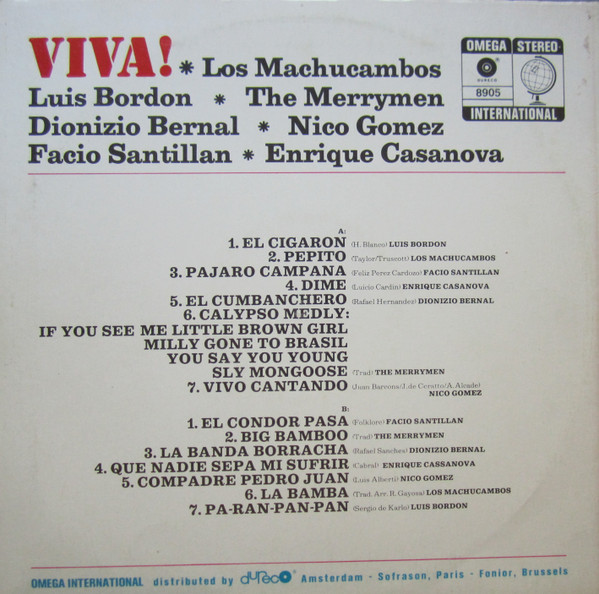 VIVA! * Los Machucambos
Luis Bordon * The Merrymen
Dionizio Bernal * Nico Gomez
Facio Santillan * Enrique Casanova
OMEGA STEREO
DURECO
8905
INTERNATIONAL
A:
1. EL CIGARON (H. Blanco) LUIS BORDON
2. PEPITO (Taylor/Truscott) LOS MACHUCAMBOS
3. PAJARO CAMPANA (Feliz Perez Cardozo) FACIO SANTILLAN
4. DIME (Luicio Cardin) ENRIQUE CASANOVA
5. EL CUMBANCHERO (Rafael Hernandes) DIONIZIO BERNAL
6. CALYPSO MEDLY:
IF YOU SEE ME LITTLE BROWN GIRL
MILLY GONE TO BRASIL
YOU SAY YOU YOUNG
SLY MONGOOSE (Trad) THE MERRYMEN
7. VIVO CANTANDO (Juan Barcons/J. de Ceratto/A. Alcade)
NICO GOMEZ
B:
1. EL CONDOR PASA (Folklore) FACIO SANTILLAN
2. BIG BAMBOO (Trad) THE MERRYMEN
3. LA BANDA BORRACHA (Rafael Sanches) DIONIZIO BERNAL
4. QUE NADIE SEPA MI SUFRIR (Cabral) ENRIQUE CASSANOVA
5. COMPADRE PEDRO JUAN (Luis Alberti) NICO GOMEZ
6. LA BAMBA (Trad. Arr. R. Gayosa) LOS MACHUCAMBOS
7. PA-RAN-PAN-PAN (Sergio de Karlo) LUIS BORDON
OMEGA INTERNATIONAL distributed by dureco Amsterdam - Sofrason, Paris - Fonior, Brussels